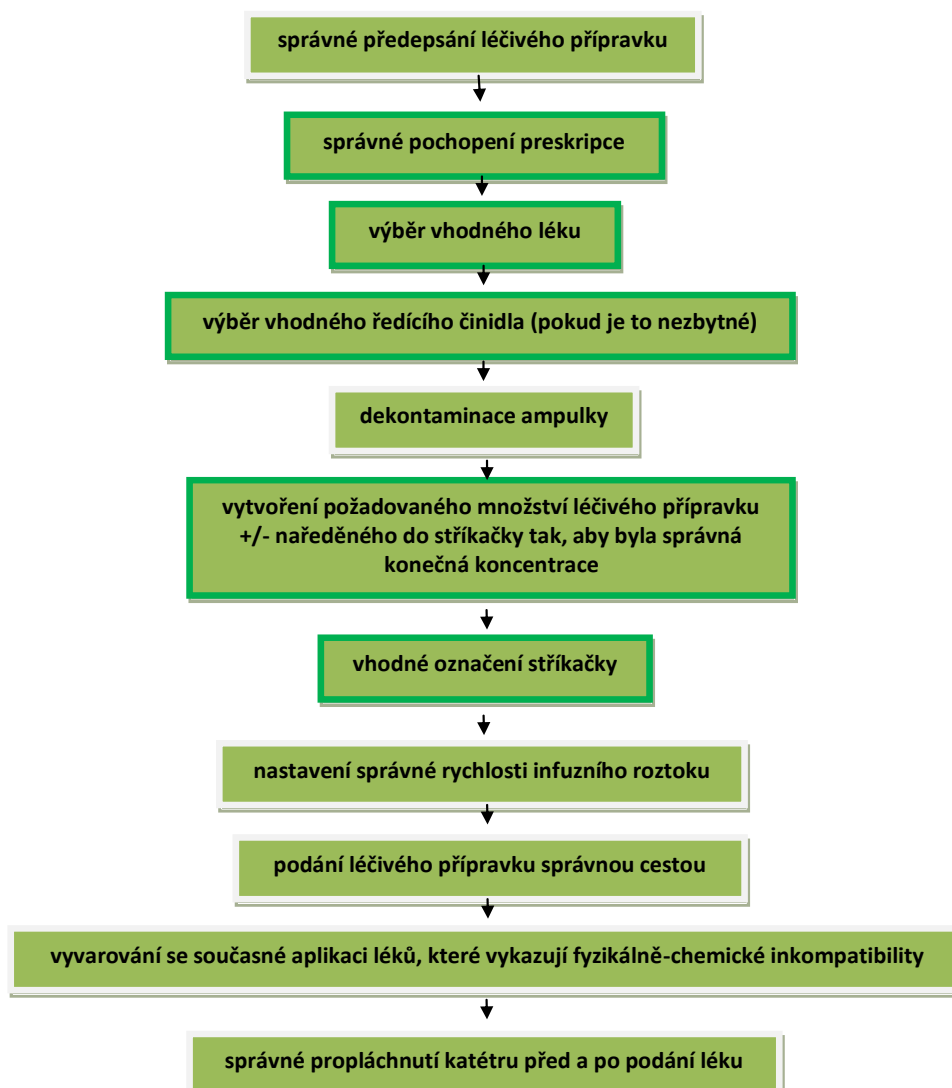 správné předepsání léčivého přípravku
správné pochopení preskripce
výběr vhodného léku
výběr vhodného ředícího činidla (pokud je to nezbytné)
dekontaminace ampulky
vytvoření požadovaného množství léčivého přípravku
+/- naředěného do stříkačky tak, aby byla správná
konečná koncentrace
vhodné označení stříkačky
nastavení správné rychlosti infuzního roztoku
podání léčivého přípravku správnou cestou
vyvarování se současné aplikaci léků, které vykazují fyzikálně-chemické inkompatibility
správné propláchnutí katétru před a po podání léku